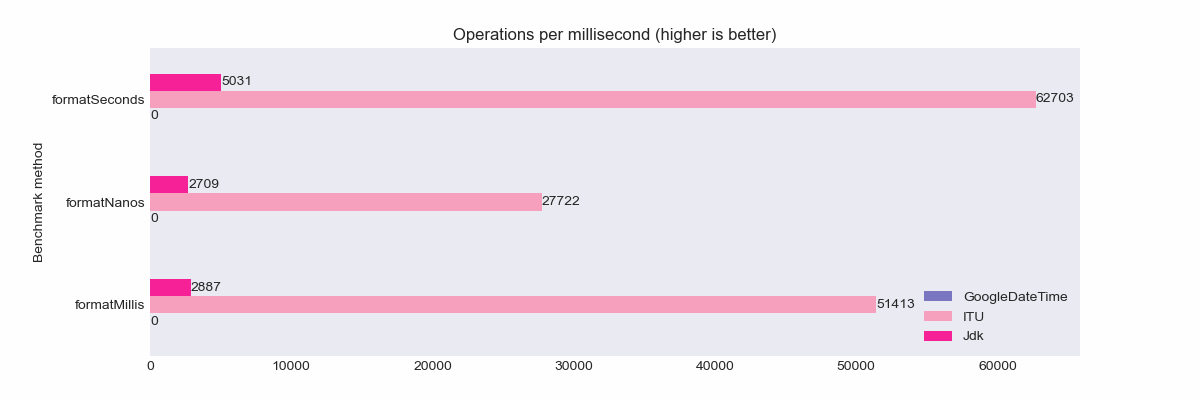 Operations per millisecond (higher is better)
Benchmark method
formatSeconds
5031
62703
0
formatNanos
2709
27722
0
formatMillis
2887
51413
0
GoogleDateTime
ITU
Jdk
0 10000 20000 30000 40000 50000 60000